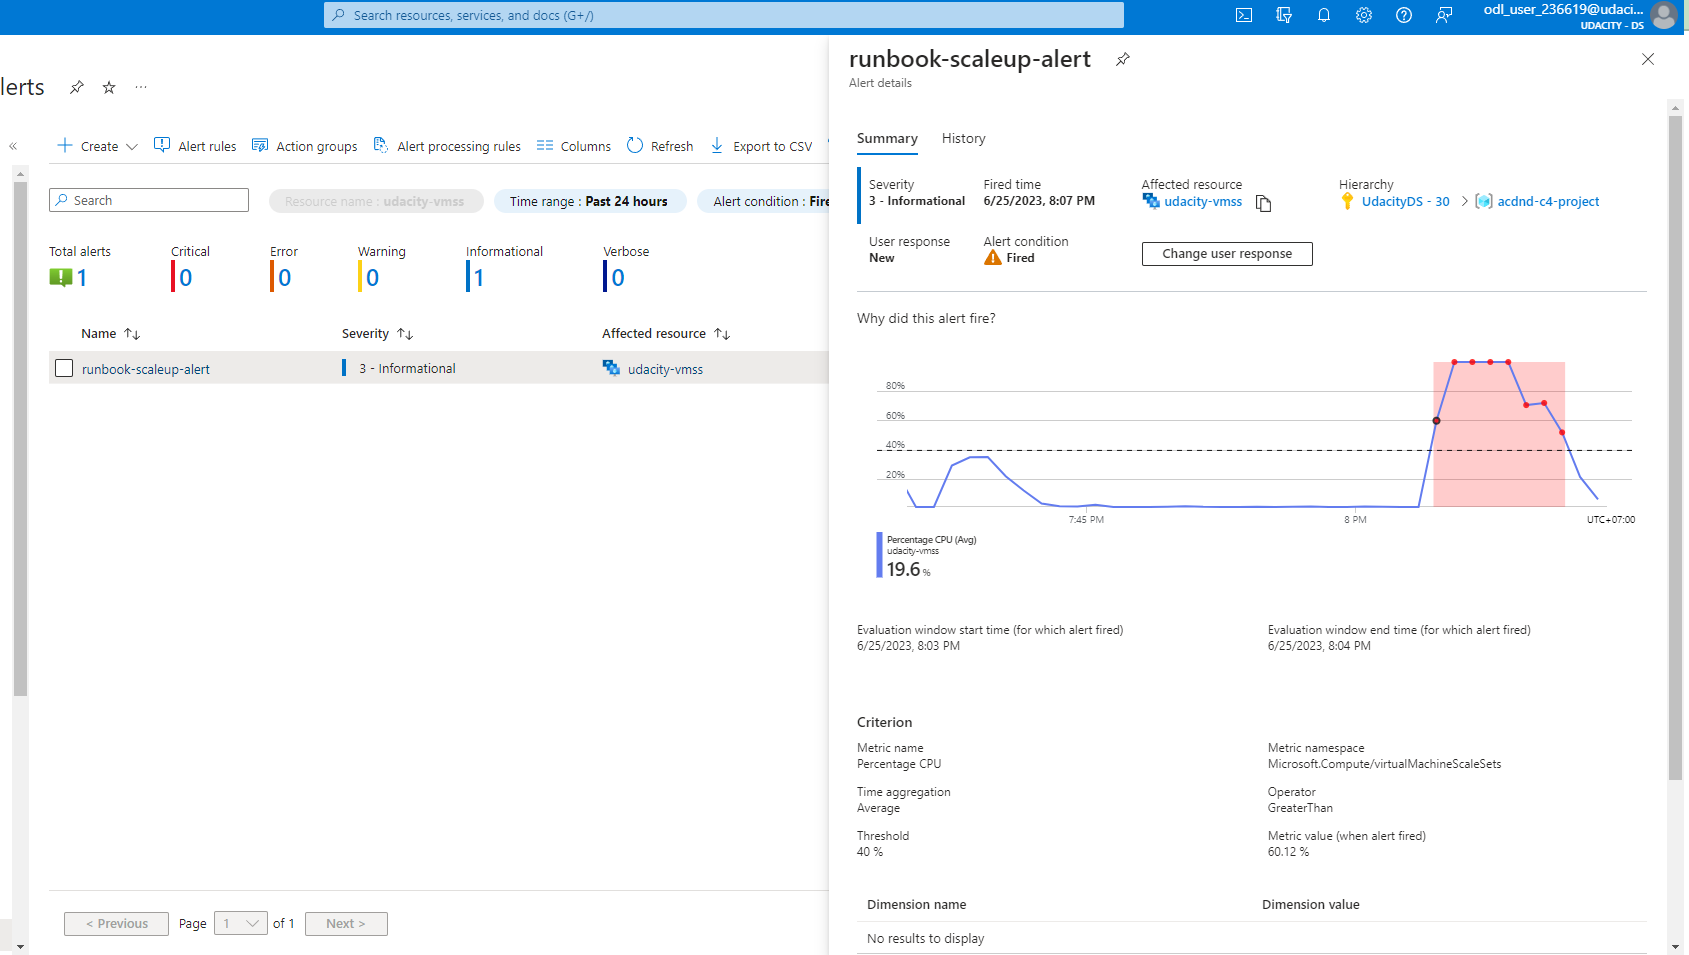 Search resources, services, and docs (G+/)
odl_user_236619@udaci...
UDACITY - DS
lerts
...
Create
Alert rules
Action groups
Alert processing rules
Columns
Refresh
Export to CSV
Search
Resource name : udacity-vmss
Time range : Past 24 hours
Alert condition : Fire
Total alerts
Critical
Error
Warning
Informational
Verbose
1
0
0
0
1
0
Name
Severity
Affected resource
runbook-scaleup-alert
3 - Informational
udacity-vmss
< Previous
Page
1
of 1
Next >
runbook-scaleup-alert
Alert details
Summary
History
Severity
3 - Informational
Fired time
6/25/2023, 8:07 PM
Affected resource
udacity-vmss
Hierarchy
UdacityDS - 30 > acdnd-c4-project
User response
New
Alert condition
Fired
Change user response
Why did this alert fire?
80%
60%
40%
20%
7:45 PM
8 PM
UTC+07:00
Percentage CPU (Avg)
udacity-vmss
19.6 %
Evaluation window start time (for which alert fired)
6/25/2023, 8:03 PM
Evaluation window end time (for which alert fired)
6/25/2023, 8:04 PM
Criterion
Metric name
Percentage CPU
Metric namespace
Microsoft.Compute/virtualMachineScaleSets
Time aggregation
Average
Operator
GreaterThan
Threshold
40 %
Metric value (when alert fired)
60.12 %
Dimension name
Dimension value
No results to display